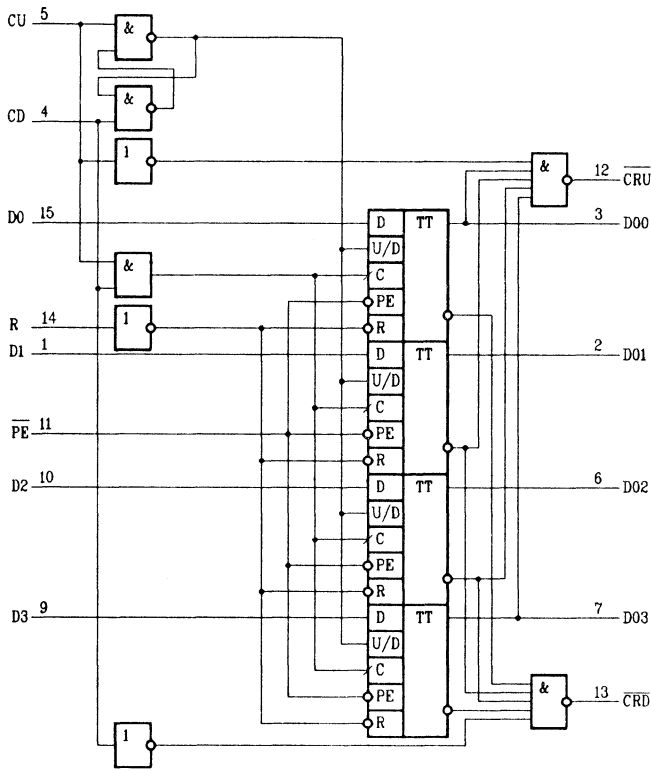 CU 5
&
&
CD 4
1
&
12 CRU
D0 15
D TT
3 D00
U/D
&
C
PE
R 14
1
R
D1 1
D TT
2 D01
U/D
C
PE 11
PE
R
D2 10
D TT
6 D02
U/D
C
PE
R
D3 9
D TT
7 D03
U/D
C
&
13 CRD
PE
R
1